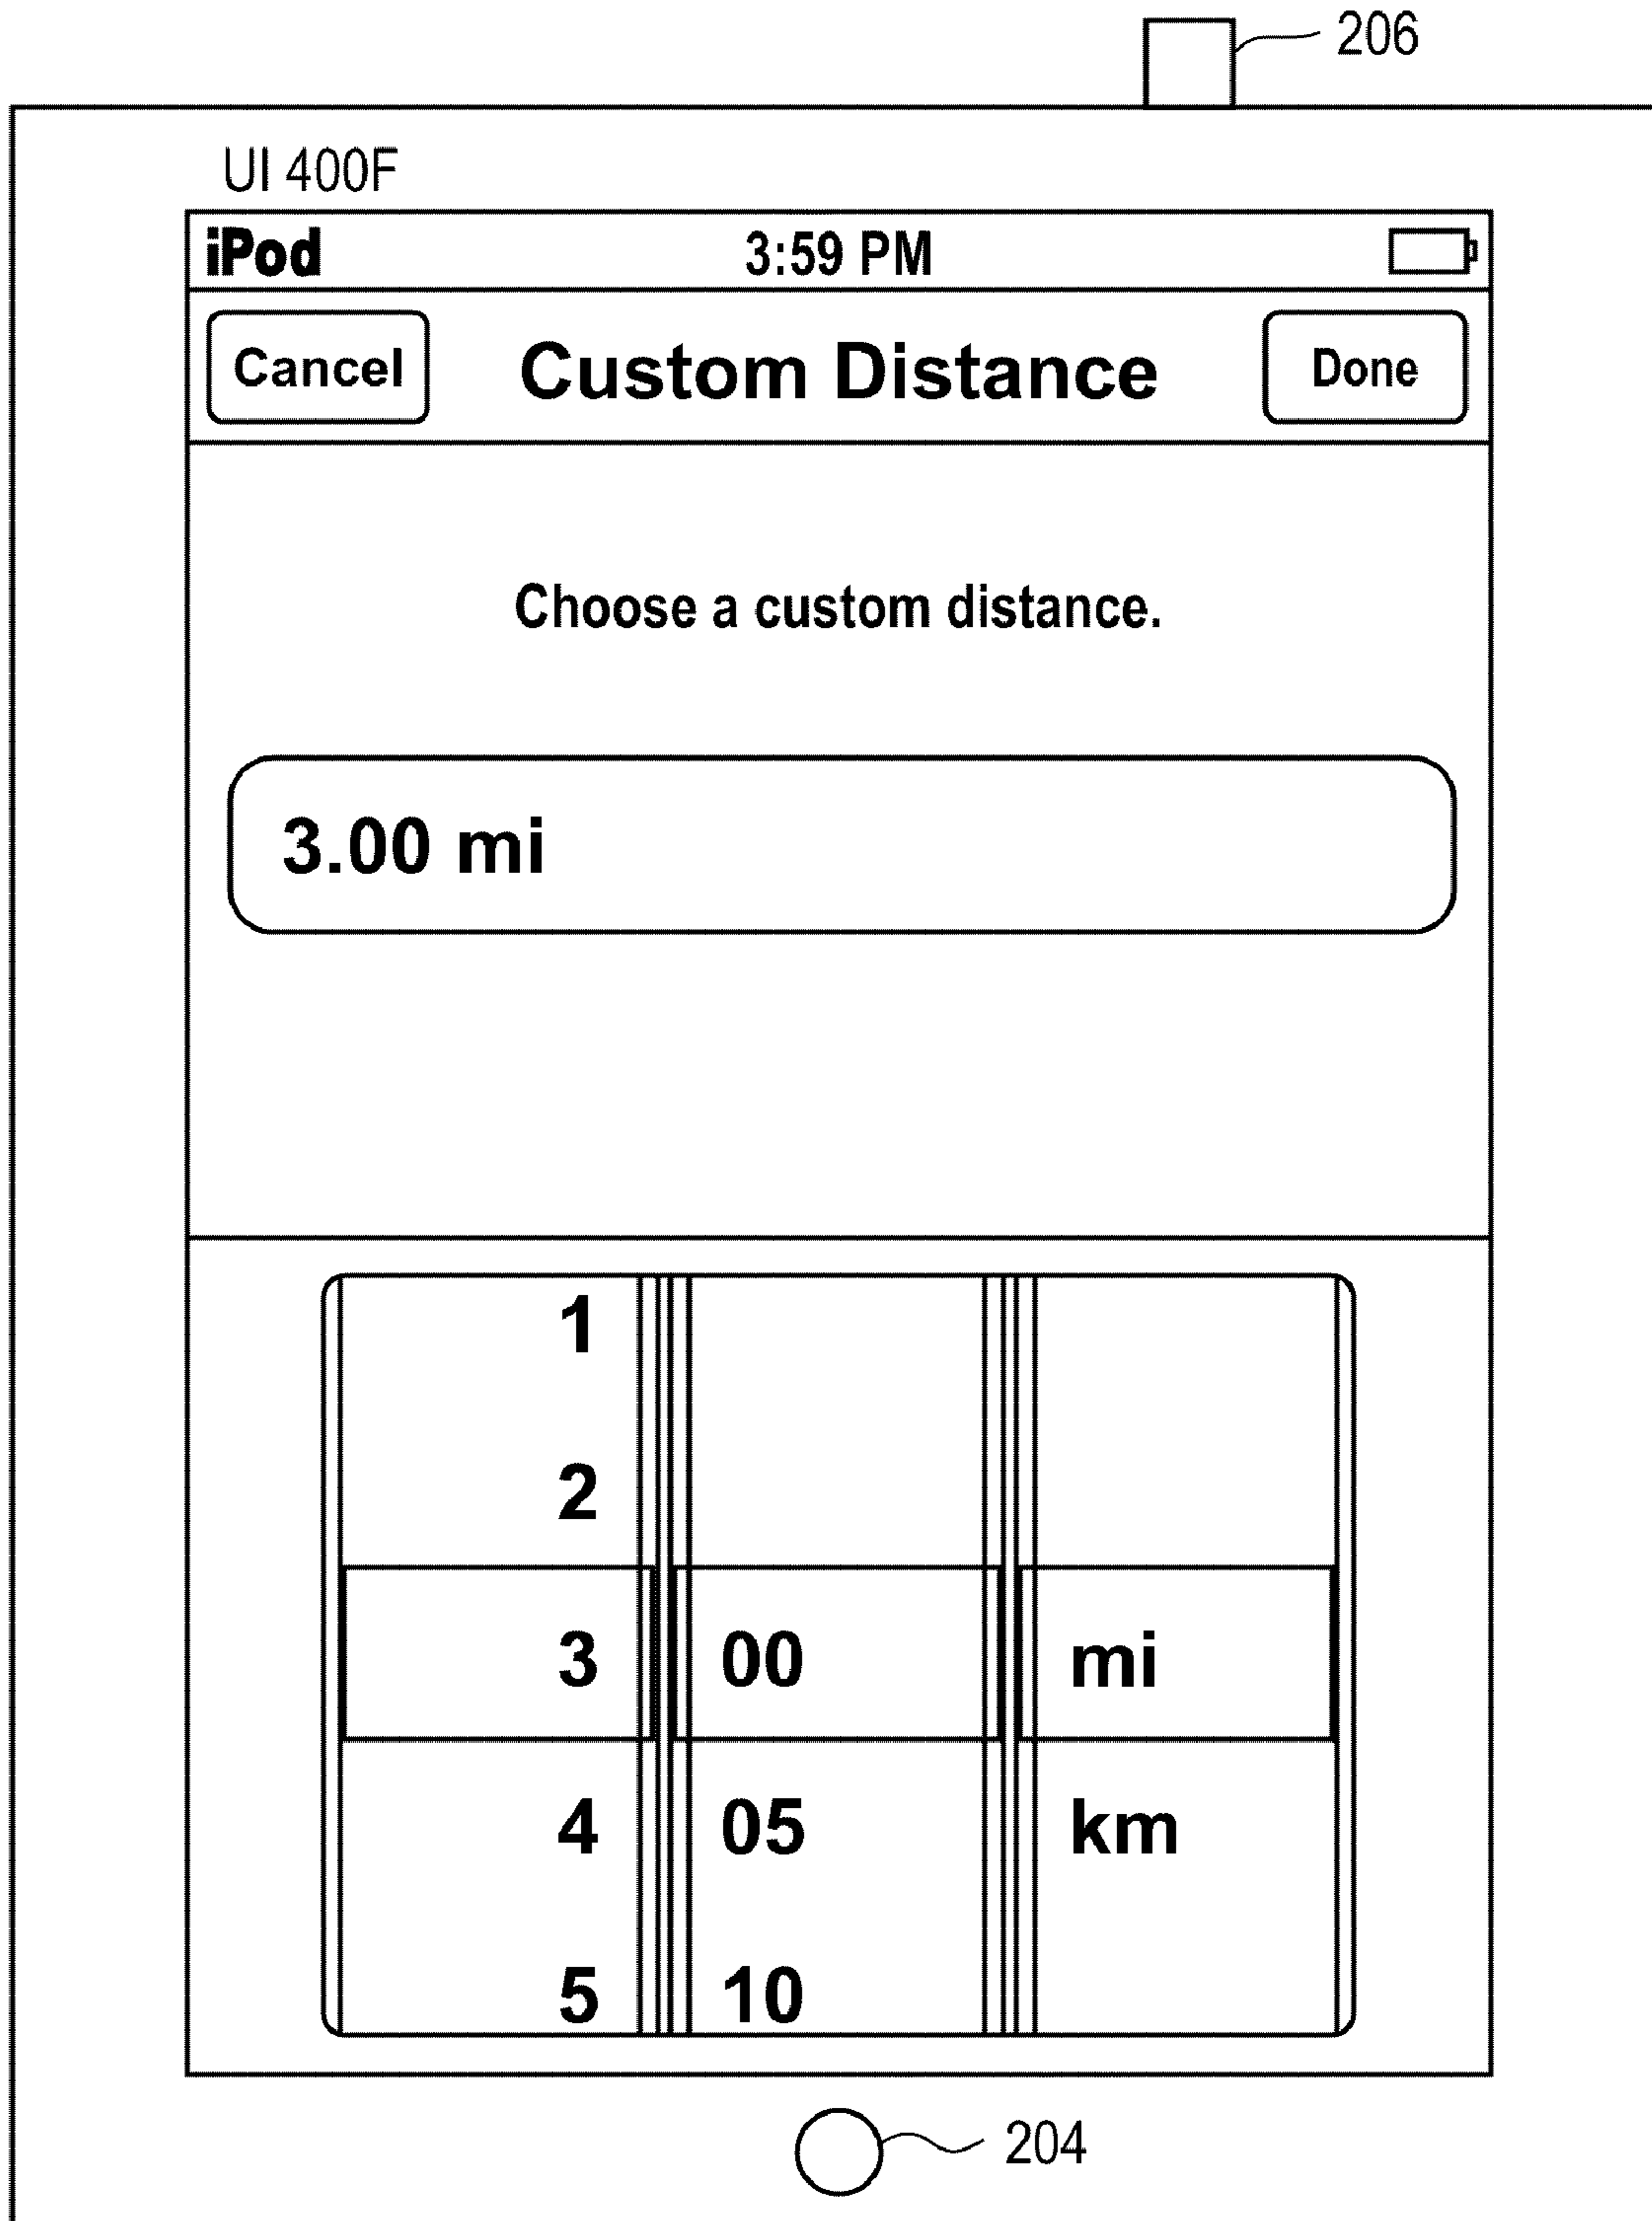 206
UI 400F
iPod 3:59 PM
Cancel Custom Distance Done
Choose a custom distance.
3.00 mi
1
2
3 00 mi
4 05 km
5 10
204